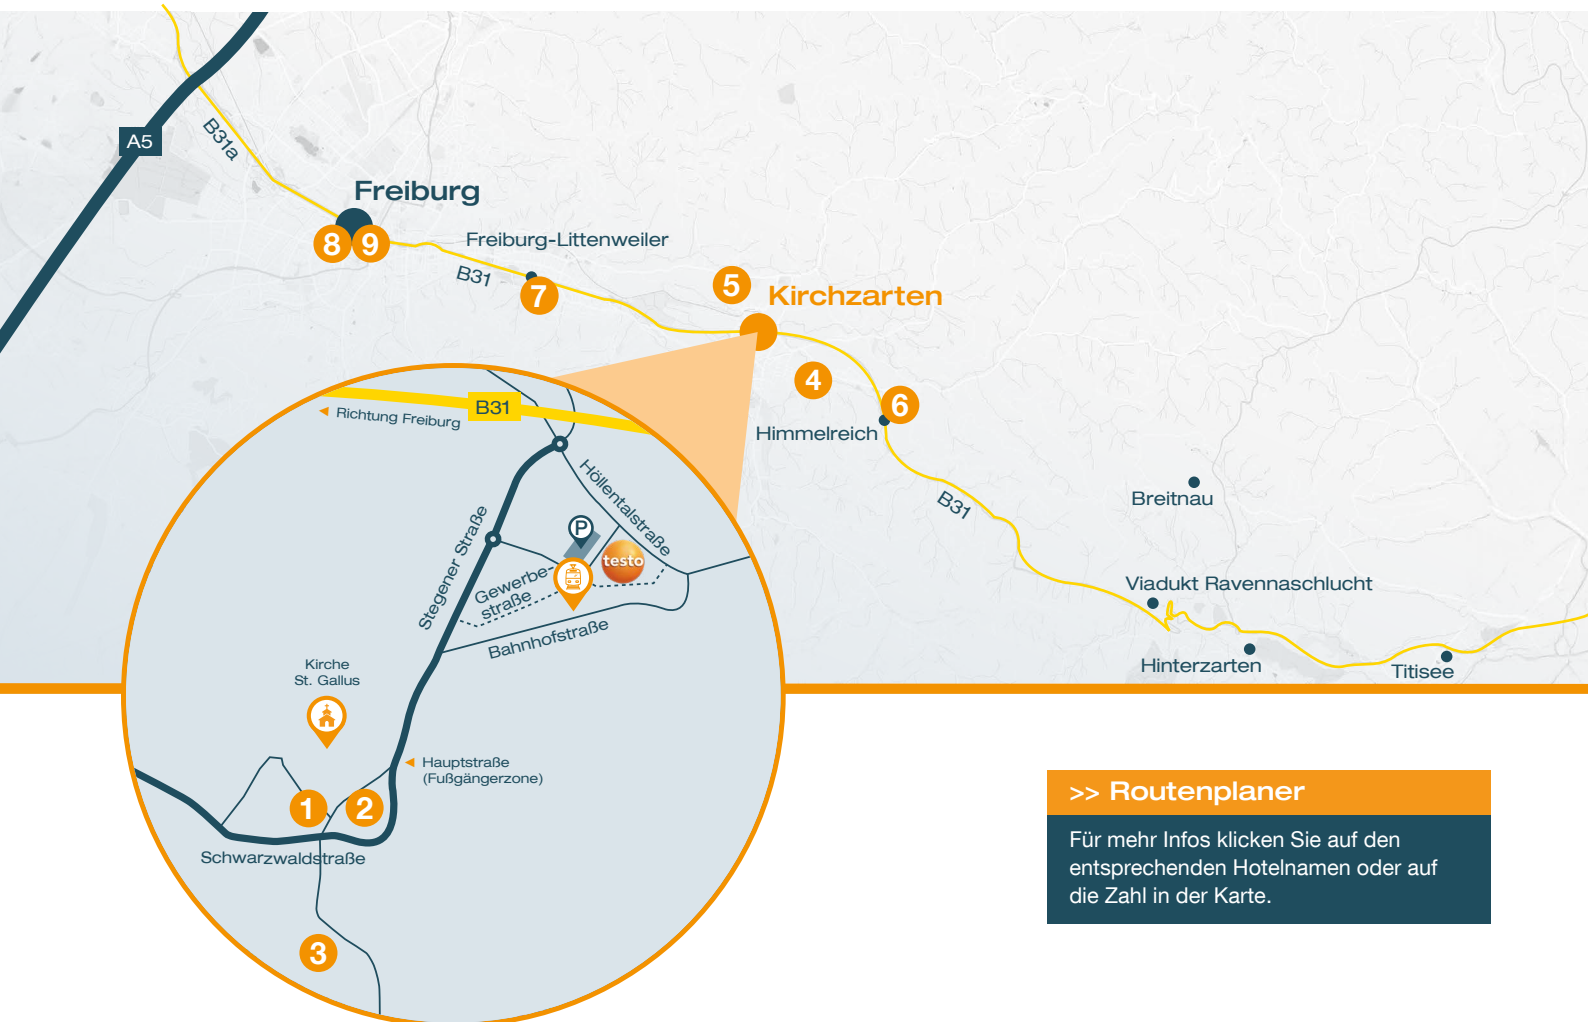 A5
B31a
Freiburg
8
9
Freiburg-Littenweiler
B31
7
5
Kirchzarten
4
6
Himmelreich
B31
Breitnau
Viadukt Ravennaschlucht
Hinterzarten
Titisee
B31
Richtung Freiburg
Höllentalstraße
Stegener Straße
P
testo
Gewerbe-
straße
Bahnhofstraße
Kirche
St. Gallus
Hauptstraße
(Fußgängerzone)
1
2
Schwarzwaldstraße
3
>> Routenplaner
Für mehr Infos klicken Sie auf den
entsprechenden Hotelnamen oder auf
die Zahl in der Karte.